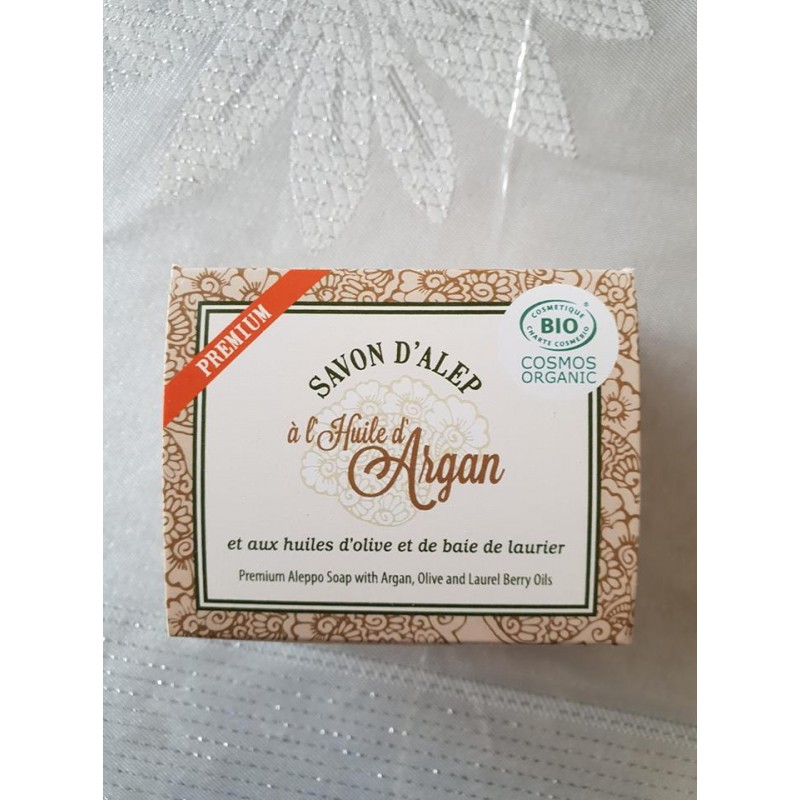 PREMIUM
COSMETIQUE
BIO
CHARTE COSMEBIO
COSMOS
ORGANIC
SAVON D'ALEP
à l'Huile d'
Argan
et aux huiles d'olive et de baie de laurier
Premium Aleppo Soap with Argan, Olive and Laurel Berry Oils